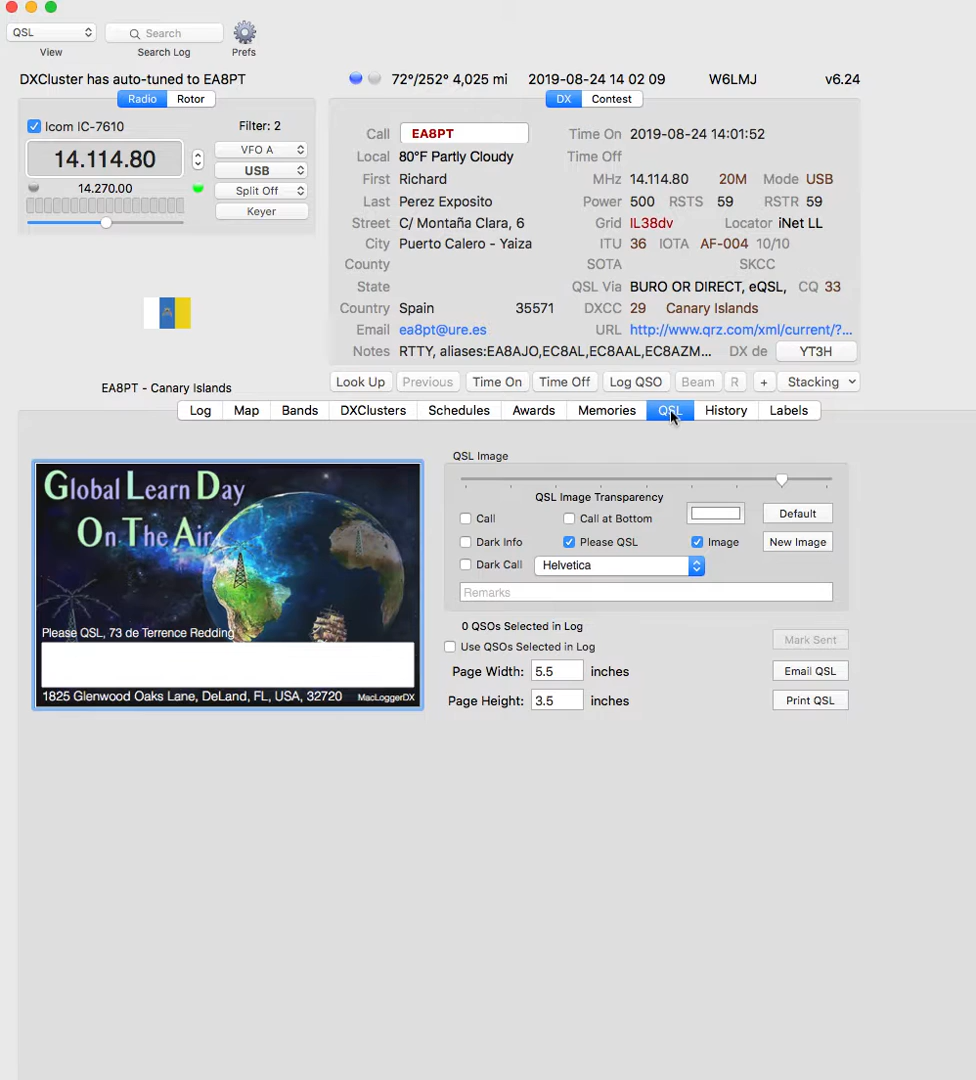 QSL
Search
View
Search Log
Prefs
DXCluster has auto-tuned to EA8PT
72°/252° 4,025 mi
2019-08-24 14 02 09
W6LMJ
v6.24
Radio
Rotor
DX
Contest
Icom IC-7610
Filter: 2
14.114.80
VFO A
14.270.00
USB
Split Off
Keyer
Call EA8PT
Time On 2019-08-24 14:01:52
Local 80°F Partly Cloudy
Time Off
First Richard
MHz 14.114.80 20M Mode USB
Last Perez Exposito
Power 500 RSTS 59 RSTR 59
Street C/ Montaña Clara, 6
Grid IL38dv Locator iNet LL
City Puerto Calero - Yaiza
ITU 36 IOTA AF-004 10/10
County
SOTA SKCC
State
QSL Via BURO OR DIRECT, eQSL, CQ 33
Country Spain 35571
DXCC 29 Canary Islands
Email ea8pt@ure.es
URL http://www.qrz.com/xml/current/?...
Notes RTTY, aliases:EA8AJO,EC8AL,EC8AAL,EC8AZM...
DX de YT3H
EA8PT - Canary Islands
Look Up
Previous
Time On
Time Off
Log QSO
Beam
R
+
Stacking
Log
Map
Bands
DXClusters
Schedules
Awards
Memories
QSL
History
Labels
Global Learn Day
On The Air
Please QSL, 73 de Terrence Redding
1825 Glenwood Oaks Lane, DeLand, FL, USA, 32720 MacLoggerDX
QSL Image
QSL Image Transparency
Call
Call at Bottom
Default
Dark Info
Please QSL
Image
New Image
Dark Call
Helvetica
Remarks
0 QSOs Selected in Log
Use QSOs Selected in Log
Mark Sent
Page Width: 5.5 inches
Email QSL
Page Height: 3.5 inches
Print QSL